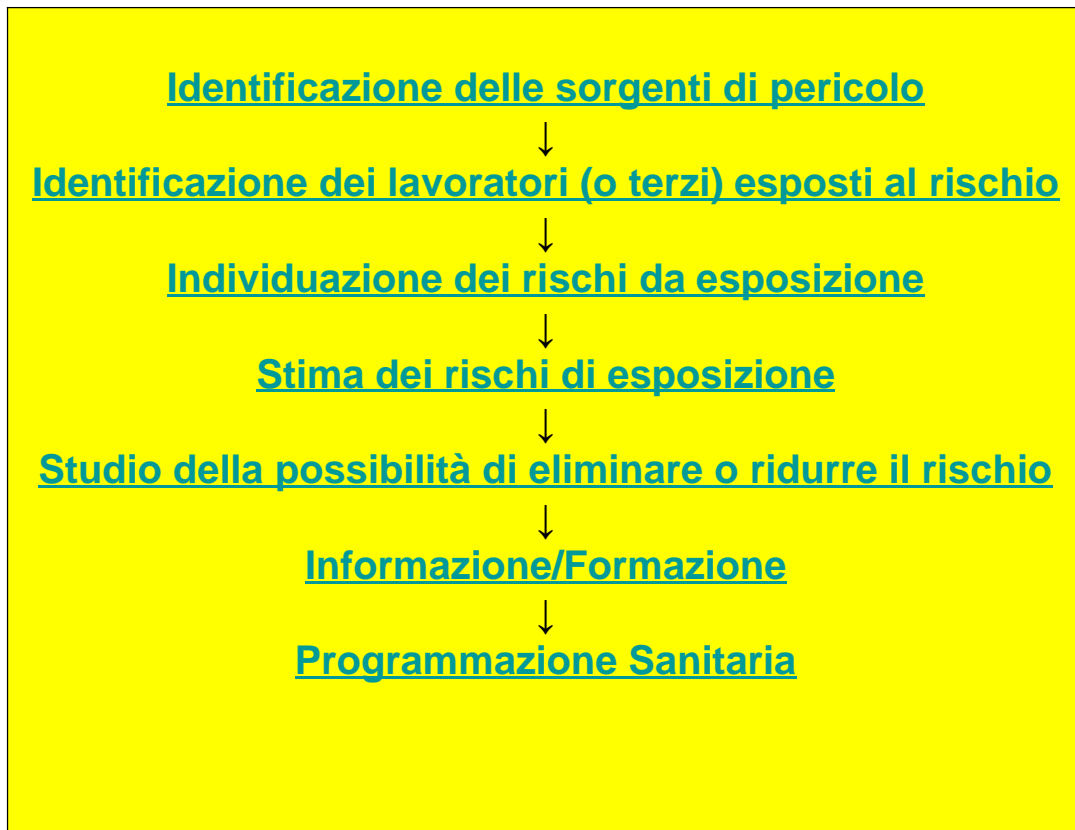 Identificazione delle sorgenti di pericolo
↓
Identificazione dei lavoratori (o terzi) esposti al rischio
↓
Individuazione dei rischi da esposizione
↓
Stima dei rischi di esposizione
↓
Studio della possibilità di eliminare o ridurre il rischio
↓
Informazione/Formazione
↓
Programmazione Sanitaria